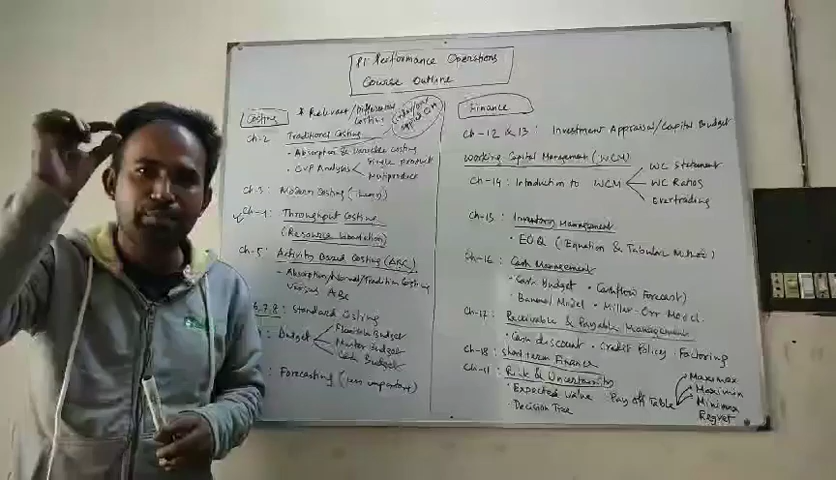 P1 Performance Operations
Course Outline
Costing
* Relevant/Differential
Costing
Ch-2 Traditional Costing
- Absorption & Variable Costing
- CVP Analysis
Single product
Multiproduct
Ch-3 : Modern Costing
Ch-4 : Throughput Costing
Ch-5 : Activity Based Costing (ABC)
- Absorption/Normal/Tradition Costing
Versus ABC
6, 7, 8 : Standard Costing
: Budget
Flexible Budget
Master Budget
Cash Budget
: Forecasting (less important)
Finance
Ch-12 & 13 : Investment Appraisal/Capital Budget
Working Capital Management (WCM)
Ch-14 : Introduction to WCM
WC Statement
WC Ratios
Overtrading
Ch-15 : Inventory Management
• EOQ (Equation & Tabular Method)
Ch-16 : Cash Management
• Cash Budget • Cashflow Forecast)
• Baumol Model • Miller-Orr Model.
Ch-17 : Receivable & Payable Management
• Cash discount • Credit Policy Factoring
Ch-18 : Short term Finance
Ch-11 : Risk & Uncertainty
• Expected Value Pay off Table
Maximax
Maximin
Minimax
Regret
• Decision Tree